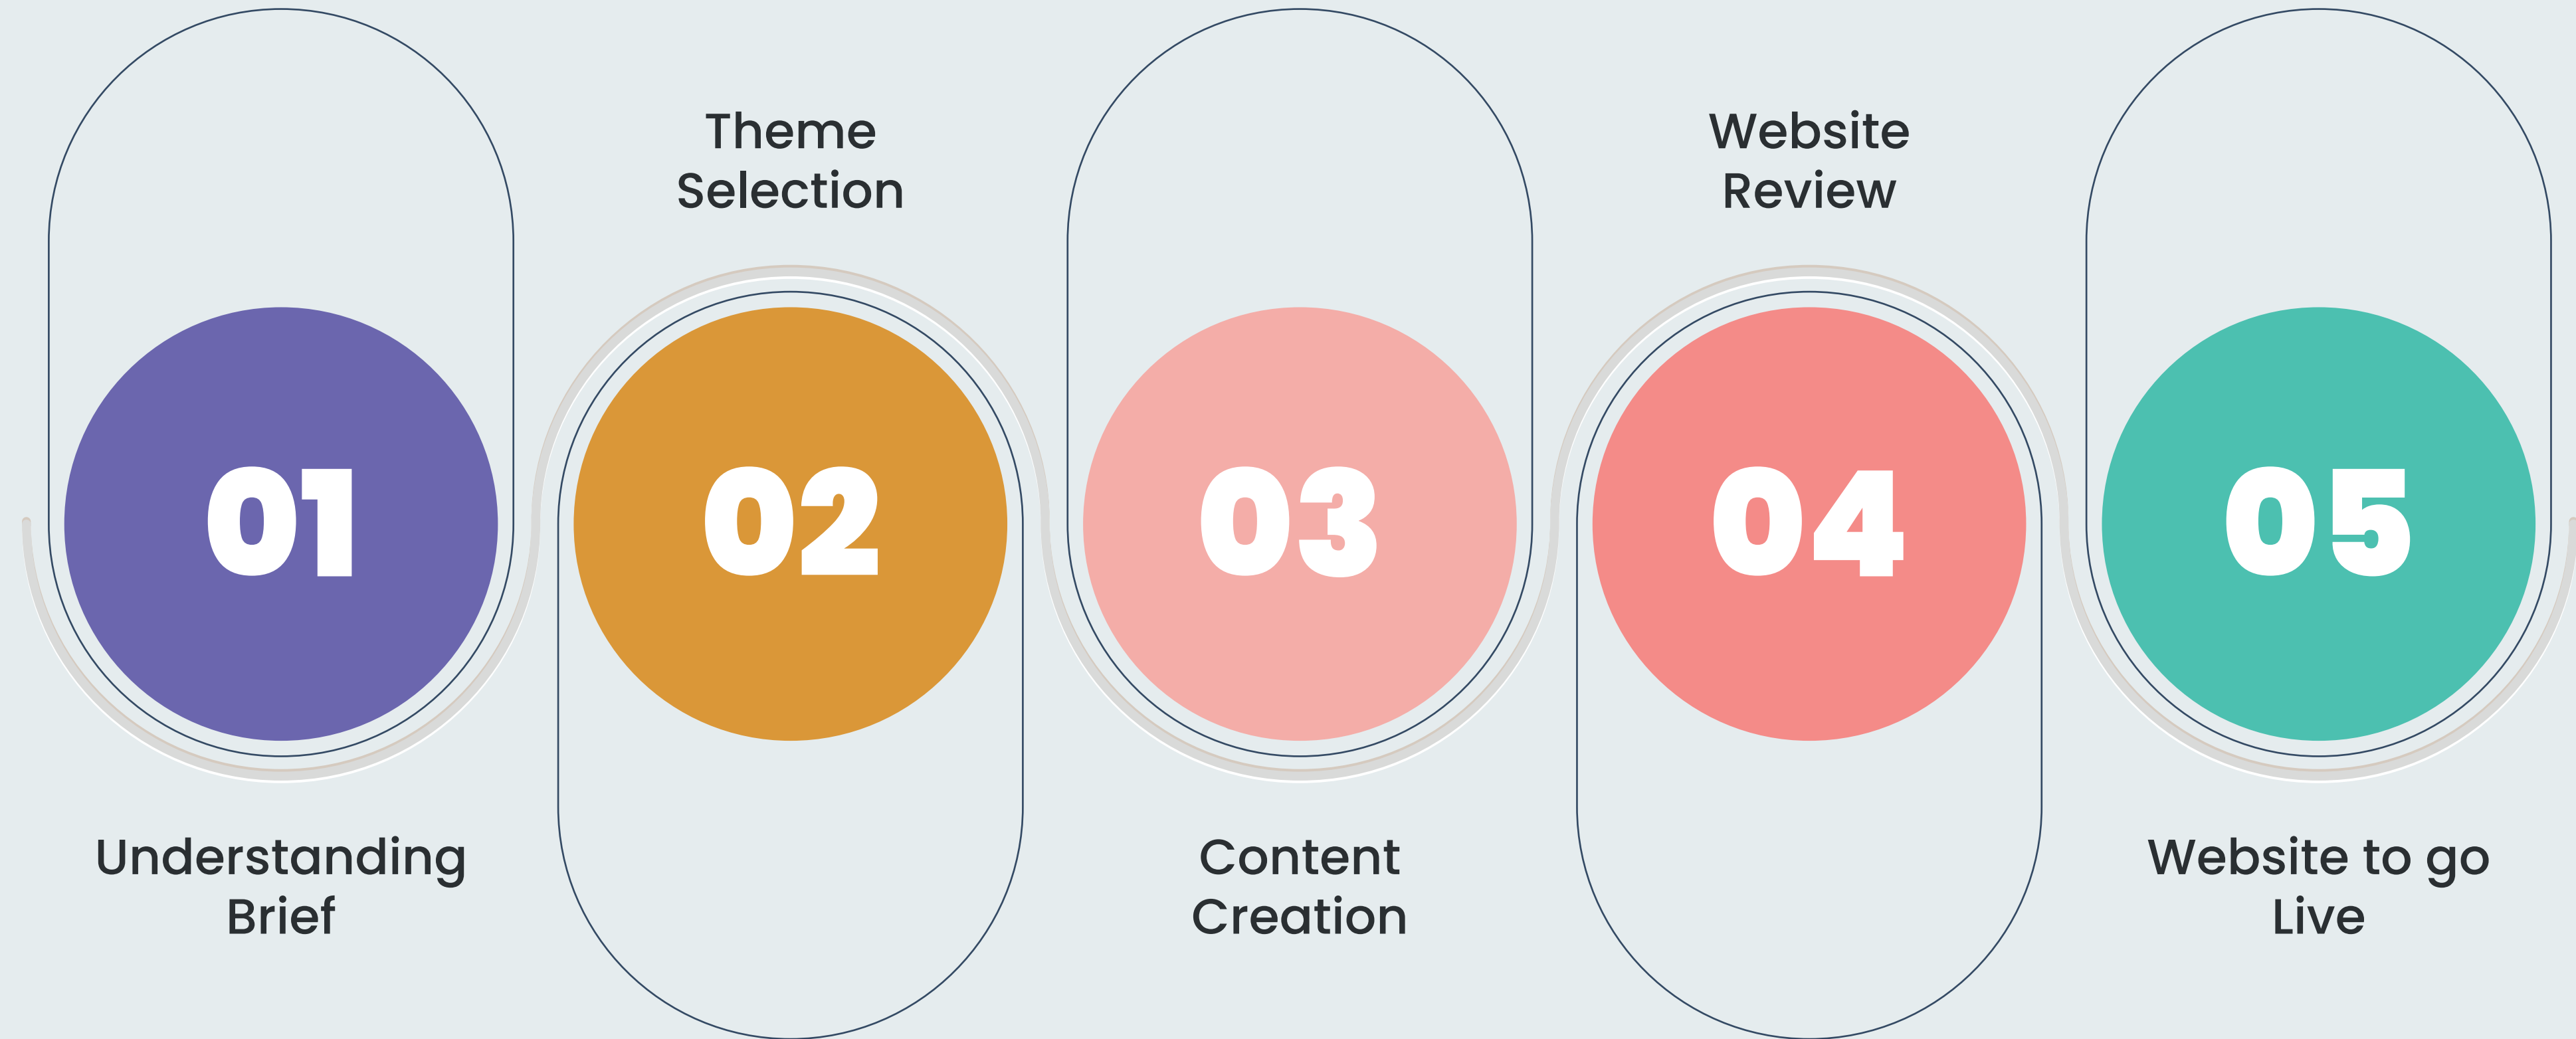 01
Understanding
Brief
Theme
Selection
02
03
Content
Creation
Website
Review
04
05
Website to go
Live